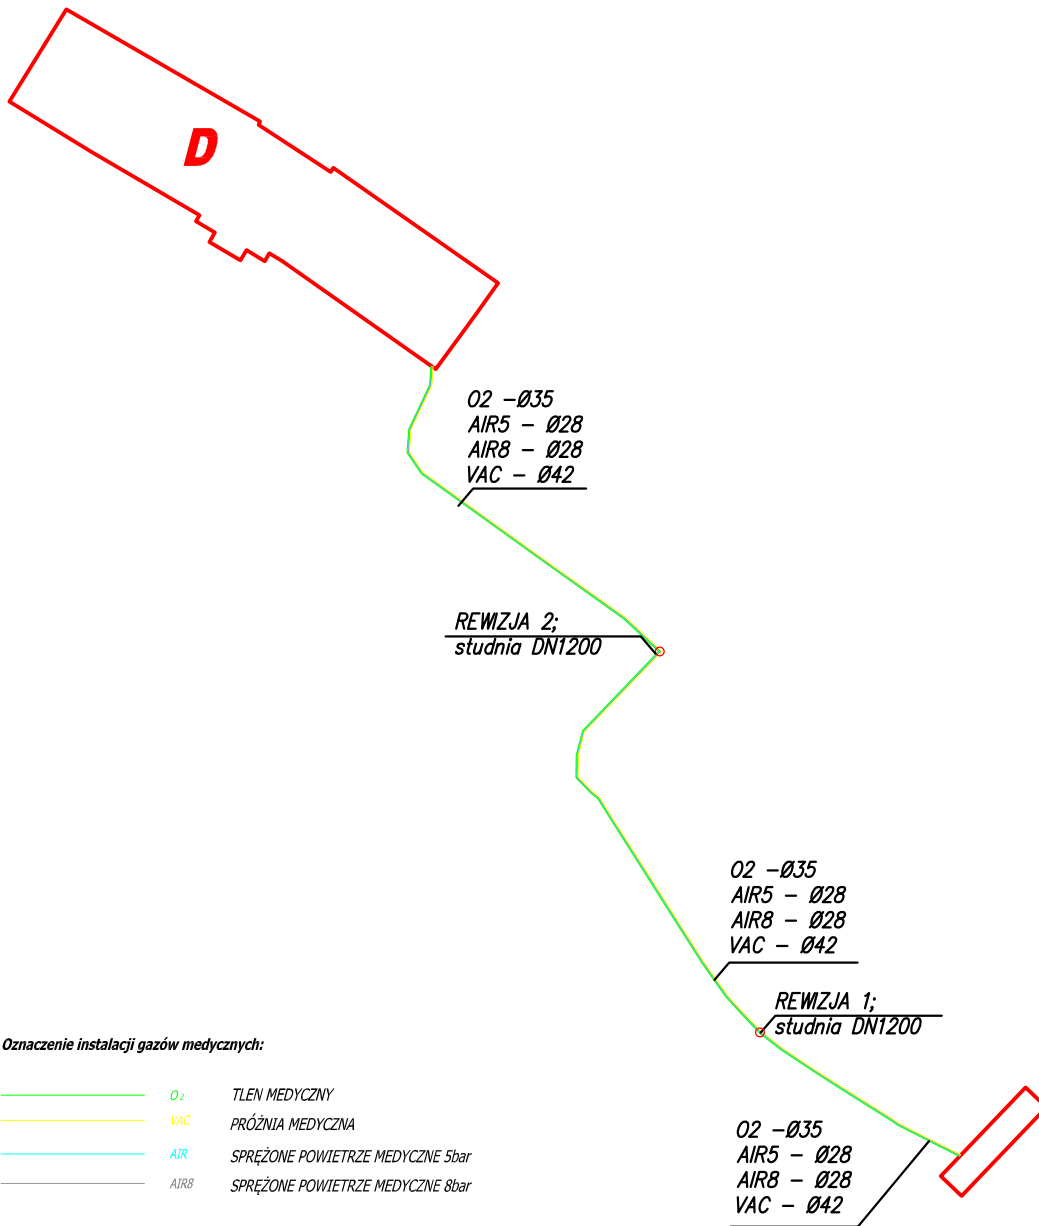 D
O2 -Ø35
AIR5 - Ø28
AIR8 - Ø28
VAC - Ø42
REWIZJA 2;
studnia DN1200
O2 -Ø35
AIR5 - Ø28
AIR8 - Ø28
VAC - Ø42
REWIZJA 1;
studnia DN1200
Oznaczenie instalacji gazów medycznych:
O2 TLEN MEDYCZNY
VAC PRÓŻNIA MEDYCZNA
AIR SPRĘŻONE POWIETRZE MEDYCZNE 5bar
AIR8 SPRĘŻONE POWIETRZE MEDYCZNE 8bar
O2 -Ø35
AIR5 - Ø28
AIR8 - Ø28
VAC - Ø42